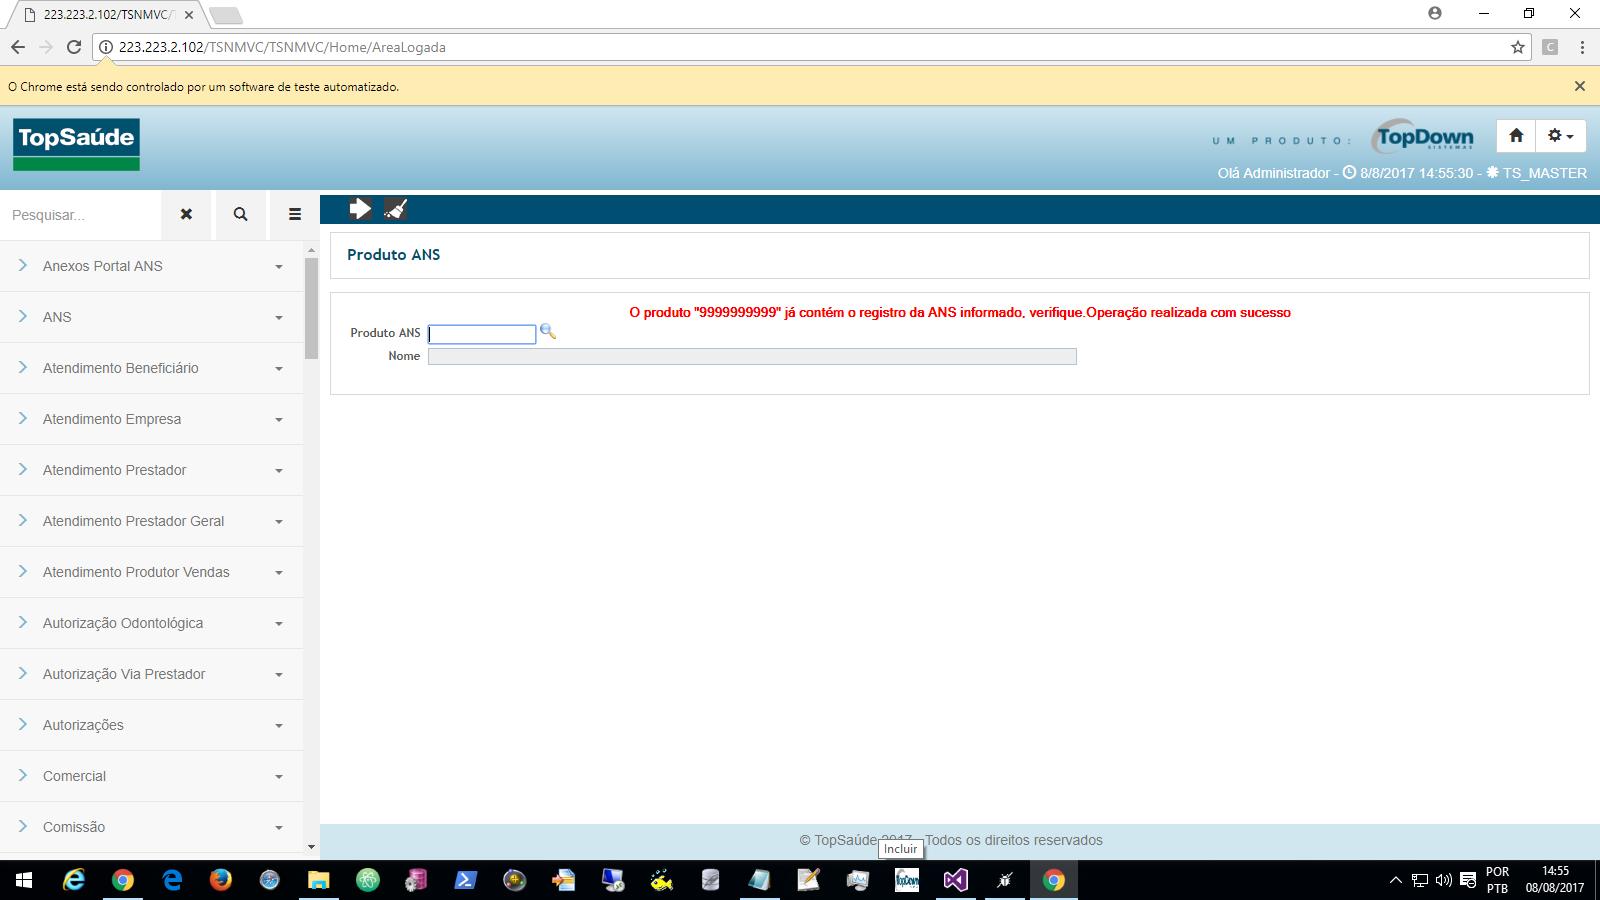 223.223.2.102/TSNMVC/
223.223.2.102/TSNMVC/TSNMVC/Home/AreaLogada
C
O Chrome está sendo controlado por um software de teste automatizado.
TopSaúde
UM PRODUTO:
TopDown
SISTEMAS
Olá Administrador - 8/8/2017 14:55:30 - TS_MASTER
Pesquisar...
Produto ANS
O produto "9999999999" já contém o registro da ANS informado, verifique.Operação realizada com sucesso
Produto ANS
Nome
Anexos Portal ANS
ANS
Atendimento Beneficiário
Atendimento Empresa
Atendimento Prestador
Atendimento Prestador Geral
Atendimento Produtor Vendas
Autorização Odontológica
Autorização Via Prestador
Autorizações
Comercial
Comissão
© TopSaúde 2017 - Todos os direitos reservados
Incluir
TopDown
POR
PTB
14:55
08/08/2017